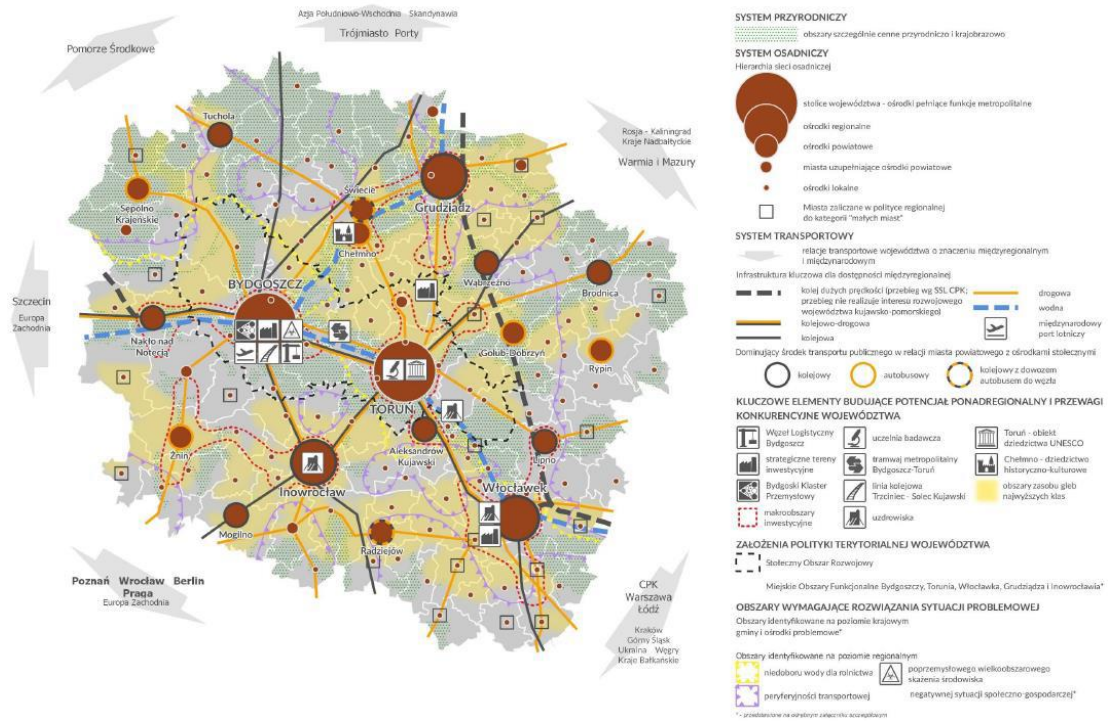 Azja Południowo-Wschodnia Skandynawia
Trójmiasto Porty
Pomorze Środkowe
Rosja - Kaliningrad
Kraje Nadbałtyckie
Warmia i Mazury
Szczecin
Europa
Zachodnia
Poznań Wrocław Berlin
Praga
Europa Zachodnia
CPK
Warszawa
Łódź
Kraków
Górny Śląsk
Ukraina Węgry
Kraje Bałkańskie
Tuchola
Sępólno
Krajeńskie
Świecie
Grudziądz
Chełmno
BYDGOSZCZ
Wąbrzeźno
Brodnica
Nakło nad
Notecią
Golub-Dobrzyń
Rypin
TORUŃ
Aleksandrów
Kujawski
Lipno
Żnin
Inowrocław
Włocławek
Mogilno
Radziejów
SYSTEM PRZYRODNICZY
obszary szczególnie cenne przyrodniczo i krajobrazowo
SYSTEM OSADNICZY
Hierarchia sieci osadniczej
stolice województwa - ośrodki pełniące funkcje metropolitalne
ośrodki regionalne
ośrodki powiatowe
miasta uzupełniające ośrodki powiatowe
ośrodki lokalne
Miasta zaliczane w polityce regionalnej
do kategorii "małych miast"
SYSTEM TRANSPORTOWY
relacje transportowe województwa o znaczeniu międzyregionalnym
i międzynarodowym
Infrastruktura kluczowa dla dostępności międzyregionalnej
kolej dużych prędkości (przebieg wg SSL CPK;
przebieg nie realizuje interesu rozwojowego
województwa kujawsko-pomorskiego)
kolejowo-drogowa
kolejowa
drogowa
wodna
międzynarodowy
port lotniczy
Dominujący środek transportu publicznego w relacji miasta powiatowego z ośrodkami stołecznymi
kolejowy
autobusowy
kolejowy z dowozem
autobusem do węzła
KLUCZOWE ELEMENTY BUDUJĄCE POTENCJAŁ PONADREGIONALNY I PRZEWAGI
KONKURENCYJNE WOJEWÓDZTWA
Węzeł Logistyczny
Bydgoszcz
uczelnia badawcza
Toruń - obiekt
dziedzictwa UNESCO
strategiczne tereny
inwestycyjne
tramwaj metropolitalny
Bydgoszcz-Toruń
Chełmno - dziedzictwo
historyczno-kulturowe
Bydgoski Klaster
Przemysłowy
linia kolejowa
Trzciniec - Solec Kujawski
obszary zasobu gleb
najwyższych klas
makroobszary
inwestycyjne
uzdrowiska
ZAŁOŻENIA POLITYKI TERYTORIALNEJ WOJEWÓDZTWA
Stołeczny Obszar Rozwojowy
Miejskie Obszary Funkcjonalne Bydgoszczy, Torunia, Włocławka, Grudziądza i Inowrocławia*
OBSZARY WYMAGAJĄCE ROZWIĄZANIA SYTUACJI PROBLEMOWEJ
Obszary identyfikowane na poziomie krajowym
gminy i ośrodki problemowe*
Obszary identyfikowane na poziomie regionalnym
niedoboru wody dla rolnictwa
poprzemysłowego wielkoobszarowego
skażenia środowiska
peryferyjności transportowej
negatywnej sytuacji społeczno-gospodarczej*
* - przedstawione na odrębnym załączniku szczegółowym